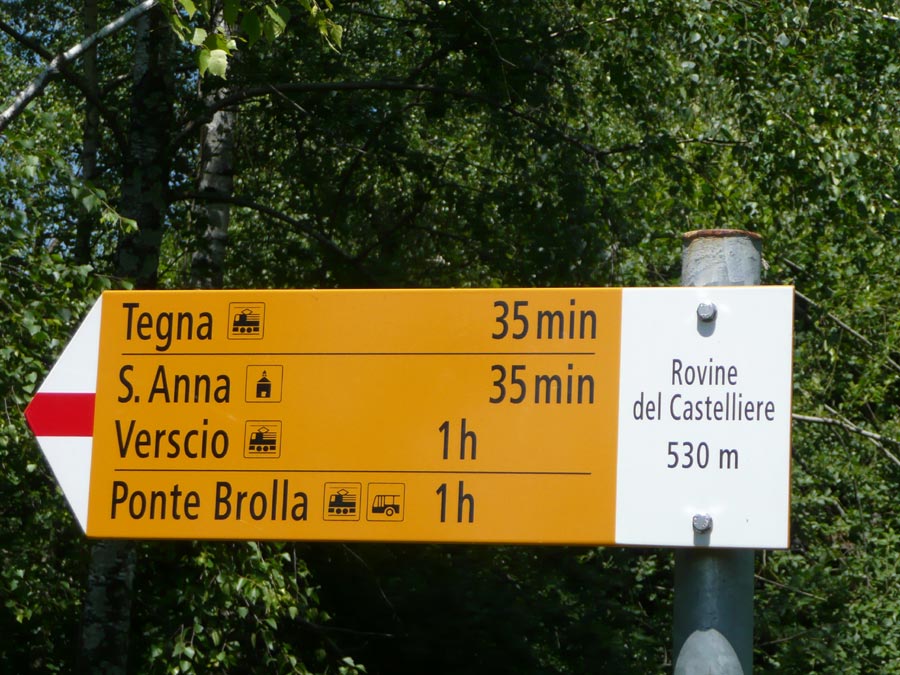 Tegna 35 min
S. Anna 35 min
Verscio 1 h
Ponte Brolla 1 h
Rovine
del Castelliere
530 m